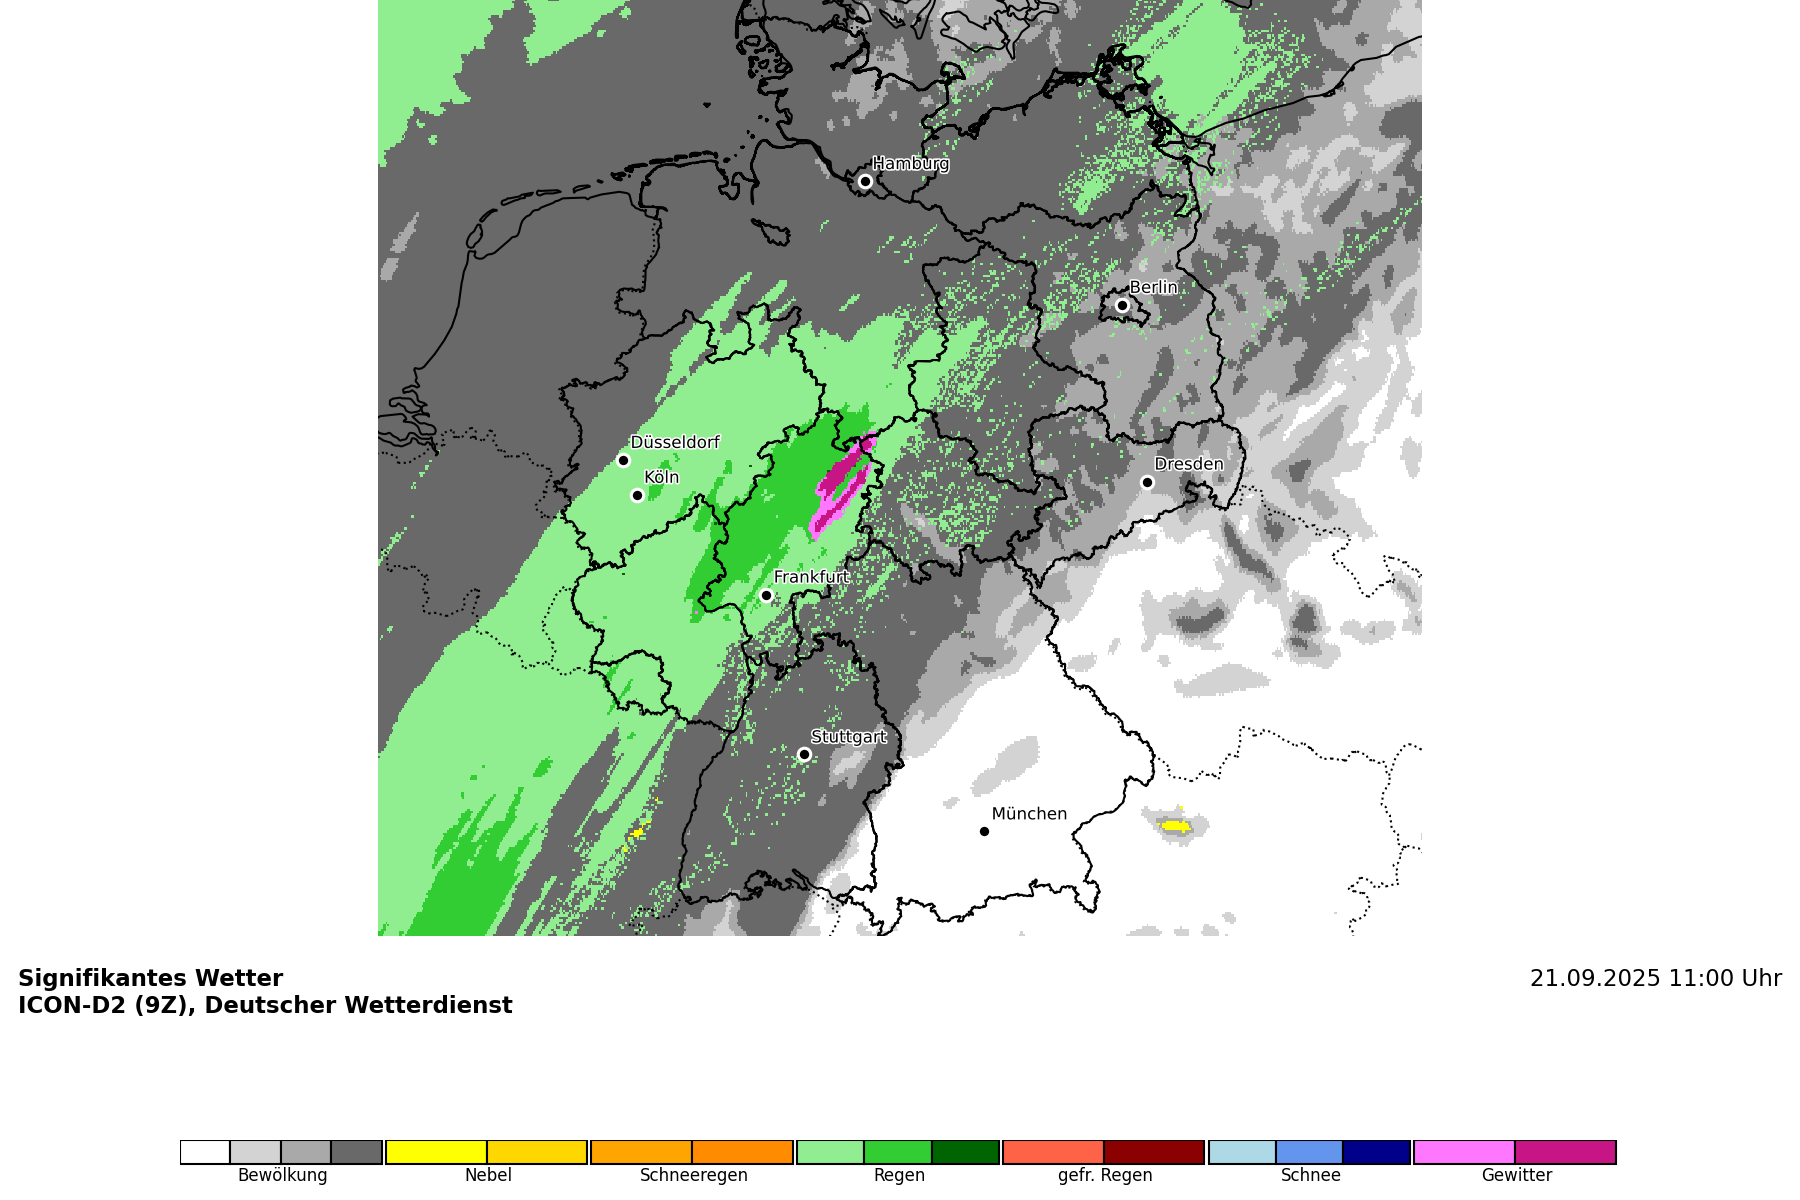 Hamburg
Berlin
Düsseldorf
Köln
Dresden
Frankfurt
Stuttgart
München
Signifikantes Wetter
21.09.2025 11:00 Uhr
ICON-D2 (9Z), Deutscher Wetterdienst
Bewölkung
Nebel
Schneeregen
Regen
gefr. Regen
Schnee
Gewitter